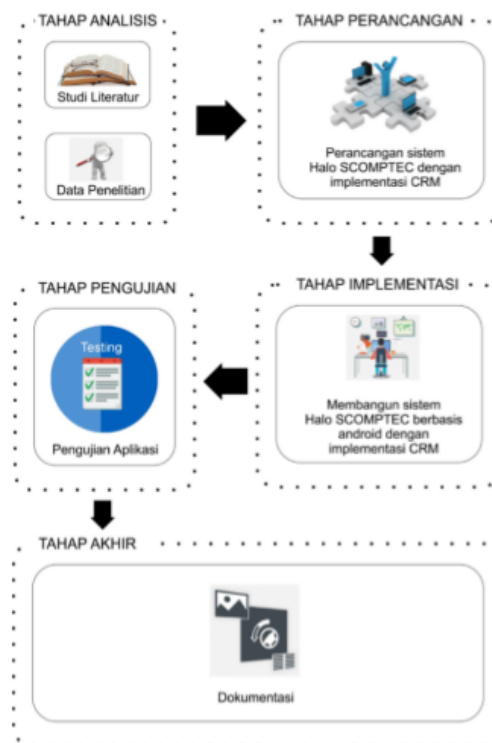 TAHAP ANALISIS
Studi Literatur
Data Penelitian
TAHAP PERANCANGAN
Perancangan sistem
Halo SCOMPTEC dengan
implementasi CRM
TAHAP IMPLEMENTASI
Membangun sistem
Halo SCOMPTEC berbasis
android dengan
implementasi CRM
TAHAP PENGUJIAN
Testing
Pengujian Aplikasi
TAHAP AKHIR
Dokumentasi